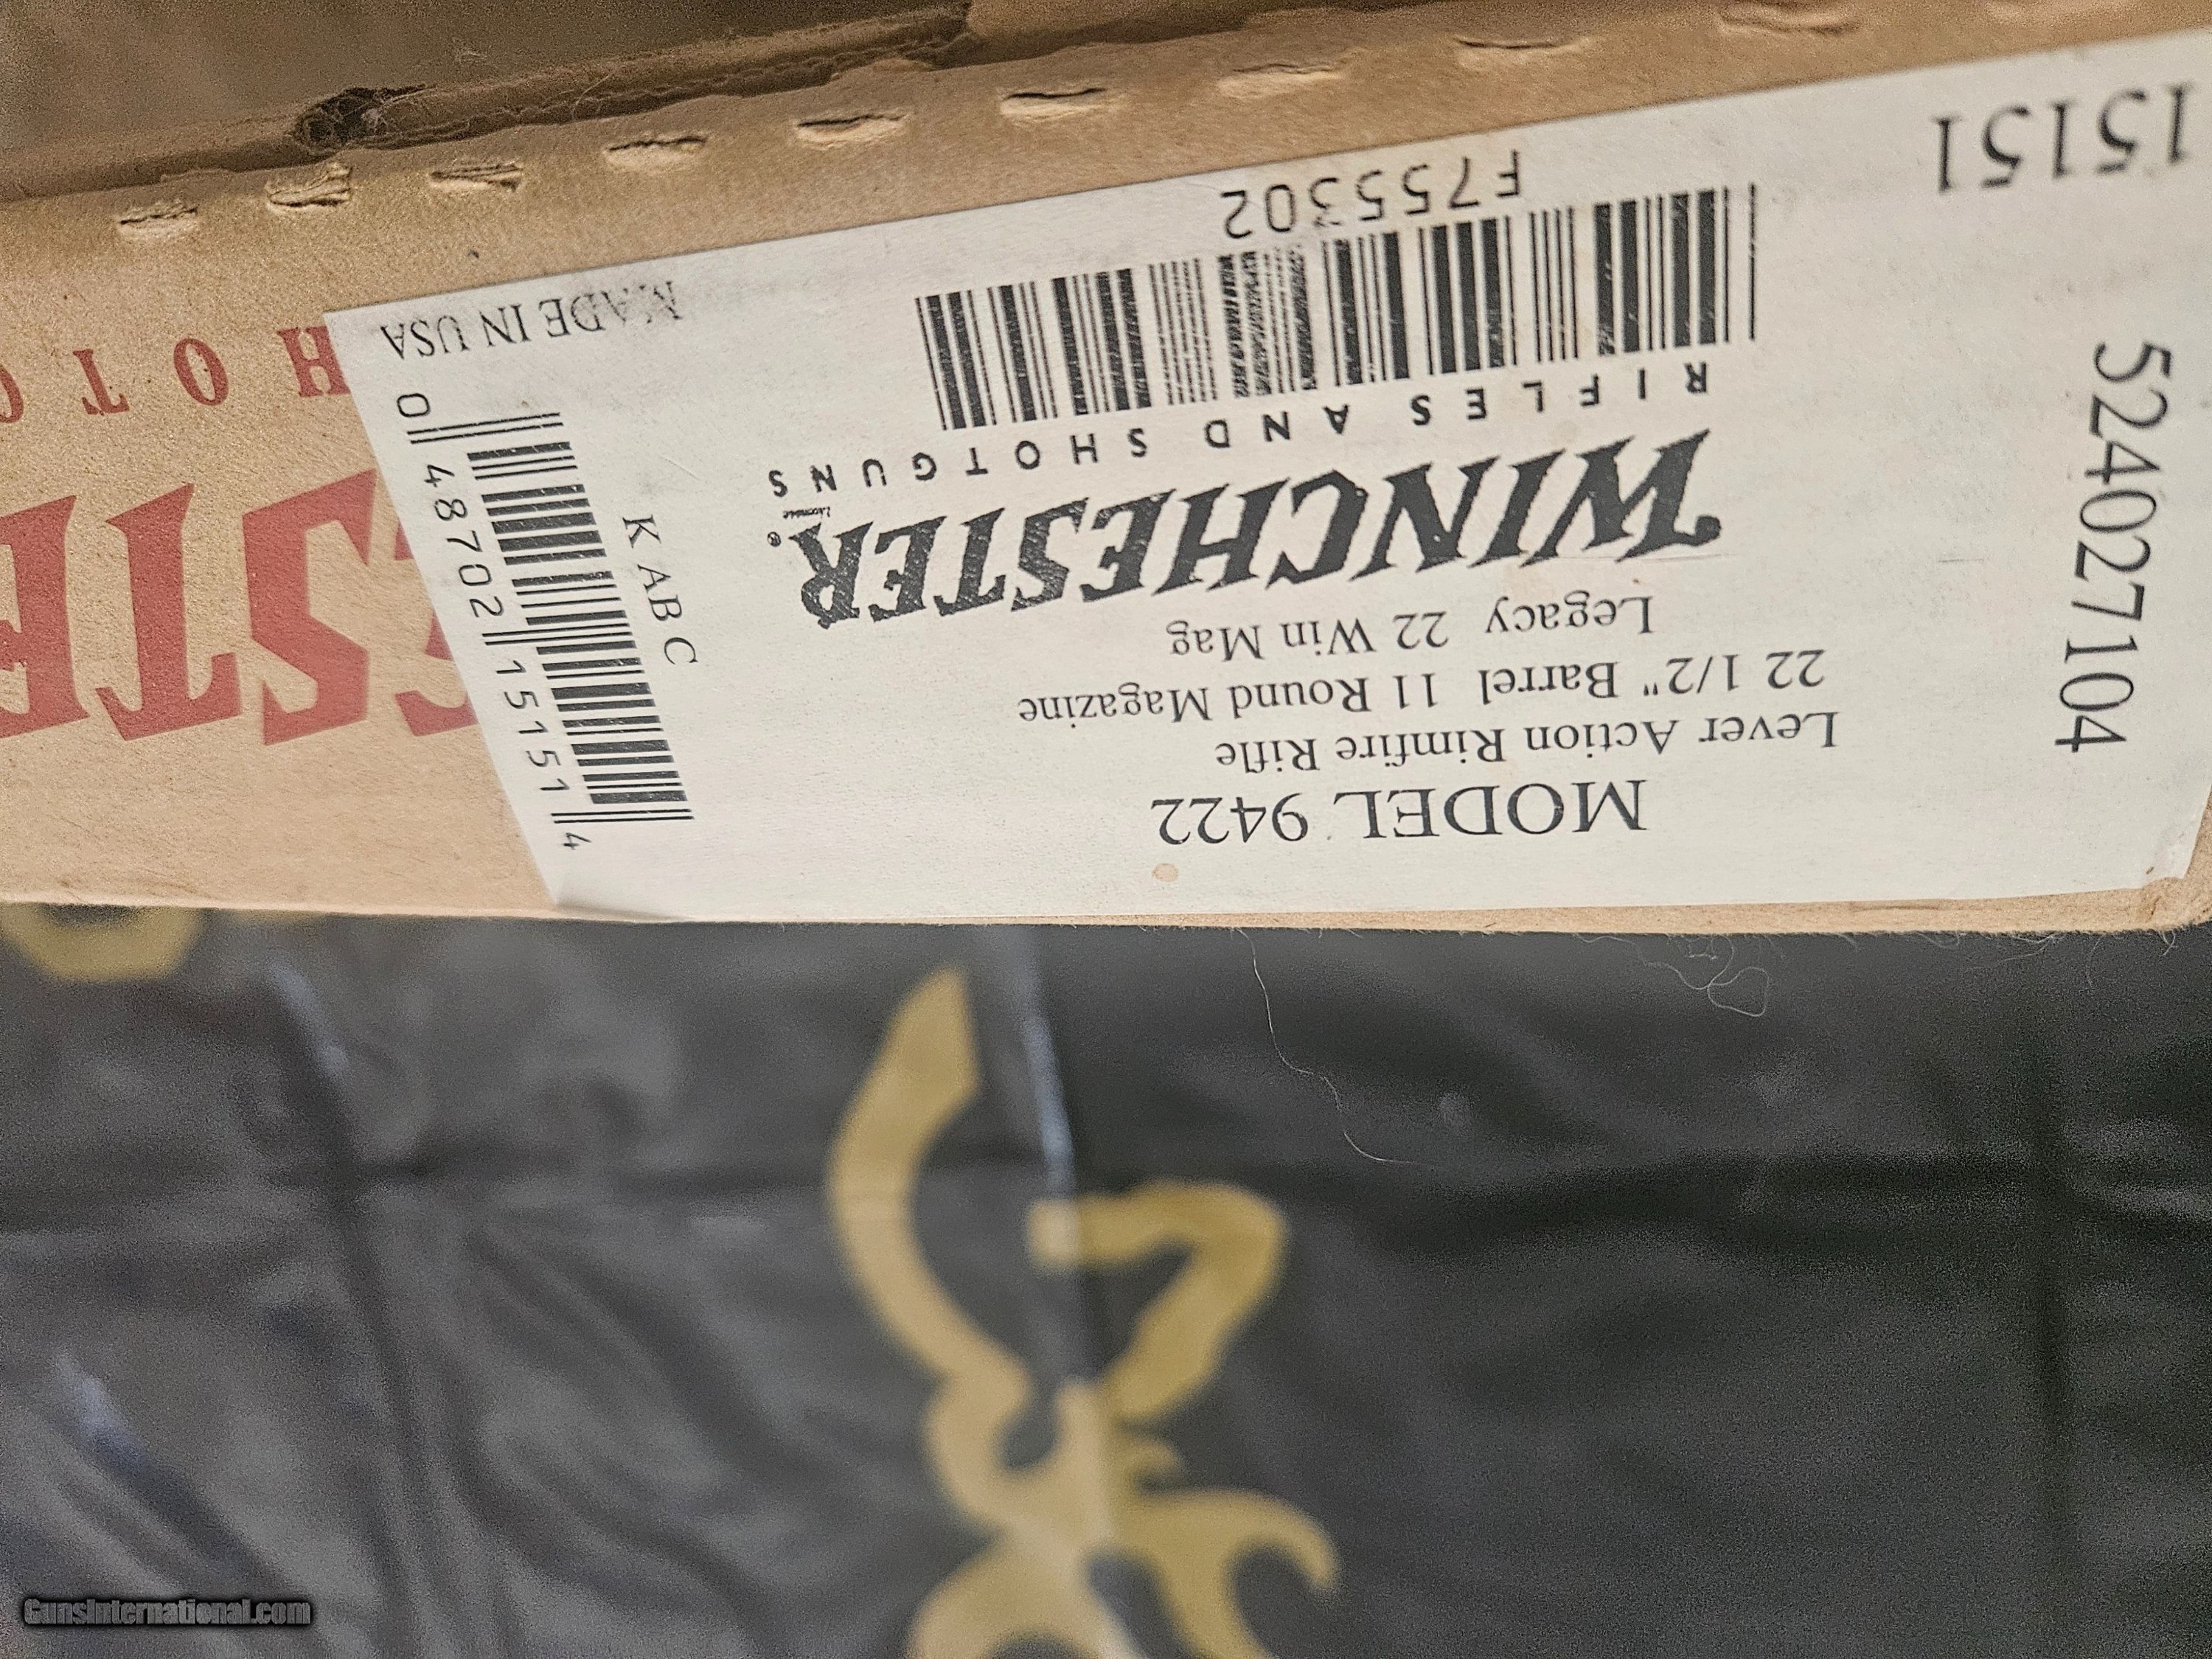 MODEL 9422
Lever Action Rimfire Rifle
22 1/2" Barrel 11 Round Magazine
Legacy 22 Win Mag
WINCHESTER®
RIFLES AND SHOTGUNS
F755302
15151
524027104
K ABC
0 48702 15151 4
MADE IN USA
GunsInternational.com